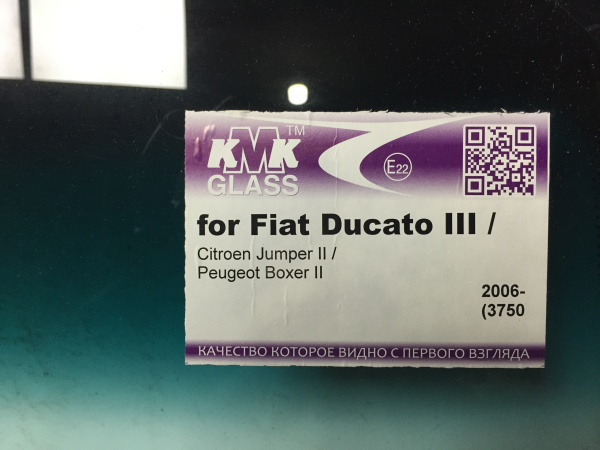 KMK™
GLASS
E22
for Fiat Ducato III /
Citroen Jumper II /
Peugeot Boxer II
2006-
(3750
КАЧЕСТВО КОТОРОЕ ВИДНО С ПЕРВОГО ВЗГЛЯДА